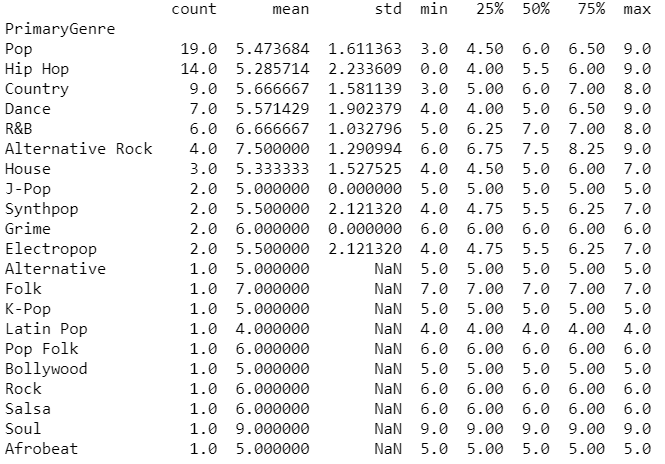 count mean std min 25% 50% 75% max
PrimaryGenre
Pop 19.0 5.473684 1.611363 3.0 4.50 6.0 6.50 9.0
Hip Hop 14.0 5.285714 2.233609 0.0 4.00 5.5 6.00 9.0
Country 9.0 5.666667 1.581139 3.0 5.00 6.0 7.00 8.0
Dance 7.0 5.571429 1.902379 4.0 4.00 5.0 6.50 9.0
R&B 6.0 6.666667 1.032796 5.0 6.25 7.0 7.00 8.0
Alternative Rock 4.0 7.500000 1.290994 6.0 6.75 7.5 8.25 9.0
House 3.0 5.333333 1.527525 4.0 4.50 5.0 6.00 7.0
J-Pop 2.0 5.000000 0.000000 5.0 5.00 5.0 5.00 5.0
Synthpop 2.0 5.500000 2.121320 4.0 4.75 5.5 6.25 7.0
Grime 2.0 6.000000 0.000000 6.0 6.00 6.0 6.00 6.0
Electropop 2.0 5.500000 2.121320 4.0 4.75 5.5 6.25 7.0
Alternative 1.0 5.000000 NaN 5.0 5.00 5.0 5.00 5.0
Folk 1.0 7.000000 NaN 7.0 7.00 7.0 7.00 7.0
K-Pop 1.0 5.000000 NaN 5.0 5.00 5.0 5.00 5.0
Latin Pop 1.0 4.000000 NaN 4.0 4.00 4.0 4.00 4.0
Pop Folk 1.0 6.000000 NaN 6.0 6.00 6.0 6.00 6.0
Bollywood 1.0 5.000000 NaN 5.0 5.00 5.0 5.00 5.0
Rock 1.0 6.000000 NaN 6.0 6.00 6.0 6.00 6.0
Salsa 1.0 6.000000 NaN 6.0 6.00 6.0 6.00 6.0
Soul 1.0 9.000000 NaN 9.0 9.00 9.0 9.00 9.0
Afrobeat 1.0 5.000000 NaN 5.0 5.00 5.0 5.00 5.0